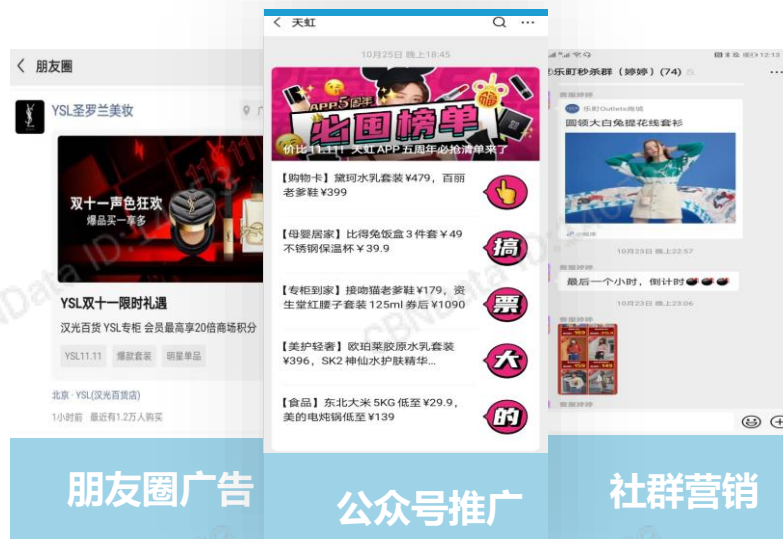 朋友圈
YSL圣罗兰美妆
双十一声色狂欢
爆品买一享多
YSL双十一限时礼遇
汉光百货 YSL专柜 会员最高享20倍商场积分
YSL11.11 爆款套装 明星单品
北京·YSL(汉光百货店)
1小时前 最近有1.2万人购买
朋友圈广告
天虹
10月25日 晚上18:45
APP5周年
必囤榜单
价比11.11! 天虹 APP 五周年必抢清单来了
【购物卡】黛珂水乳套装 ¥479，百丽
老爹鞋 ¥399
【母婴居家】比得兔饭盒3件套 ¥49
不锈钢保温杯 ¥39.9
搞
【专柜到家】接吻猫老爹鞋 ¥179，资
生堂红腰子套装 125ml 券后 ¥1090
票
【美护轻奢】欧珀莱胶原水乳套装
¥396，SK2 神仙水护肤精华...
大
【食品】东北大米 5KG 低至 ¥29.9，
美的电炖锅低至 ¥139
的
公众号推广
12:13
乐町秒杀群（婷婷）(74)
乐町Outlets商城
圆领大白兔提花线套衫
小程序
10月23日 晚上22:57
最后一个小时，倒计时
10月23日 晚上23:06
社群营销
CBNData